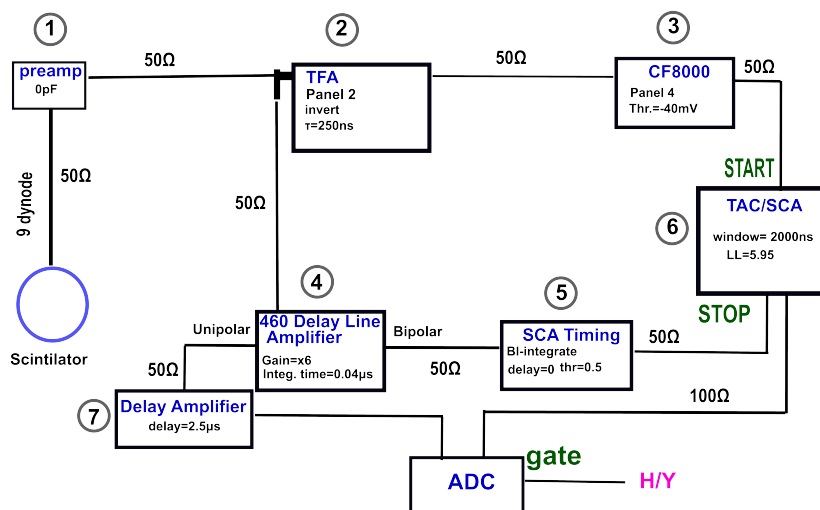 1
preamp
0pF
50Ω
2
TFA
Panel 2
invert
τ=250ns
50Ω
3
CF8000
Panel 4
Thr.=-40mV
50Ω
START
9 dynode
50Ω
Scintilator
50Ω
6
TAC/SCA
window= 2000ns
LL=5.95
STOP
4
460 Delay Line
Amplifier
Gain=x6
Integ. time=0.04μs
Unipolar
Bipolar
50Ω
50Ω
5
SCA Timing
BI-integrate
delay=0 thr=0.5
50Ω
100Ω
7
Delay Amplifier
delay=2.5μs
ADC
gate
H/Y